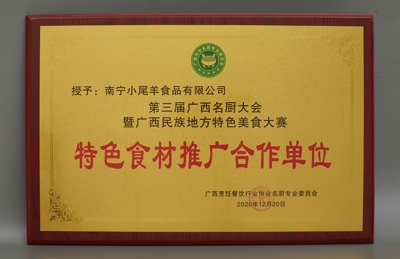 授予：南宁小尾羊食品有限公司
第三届广西名厨大会
暨广西民族地方特色美食大赛
特色食材推广合作单位
广西烹饪餐饮行业协会名厨专业委员会
2020年12月20日